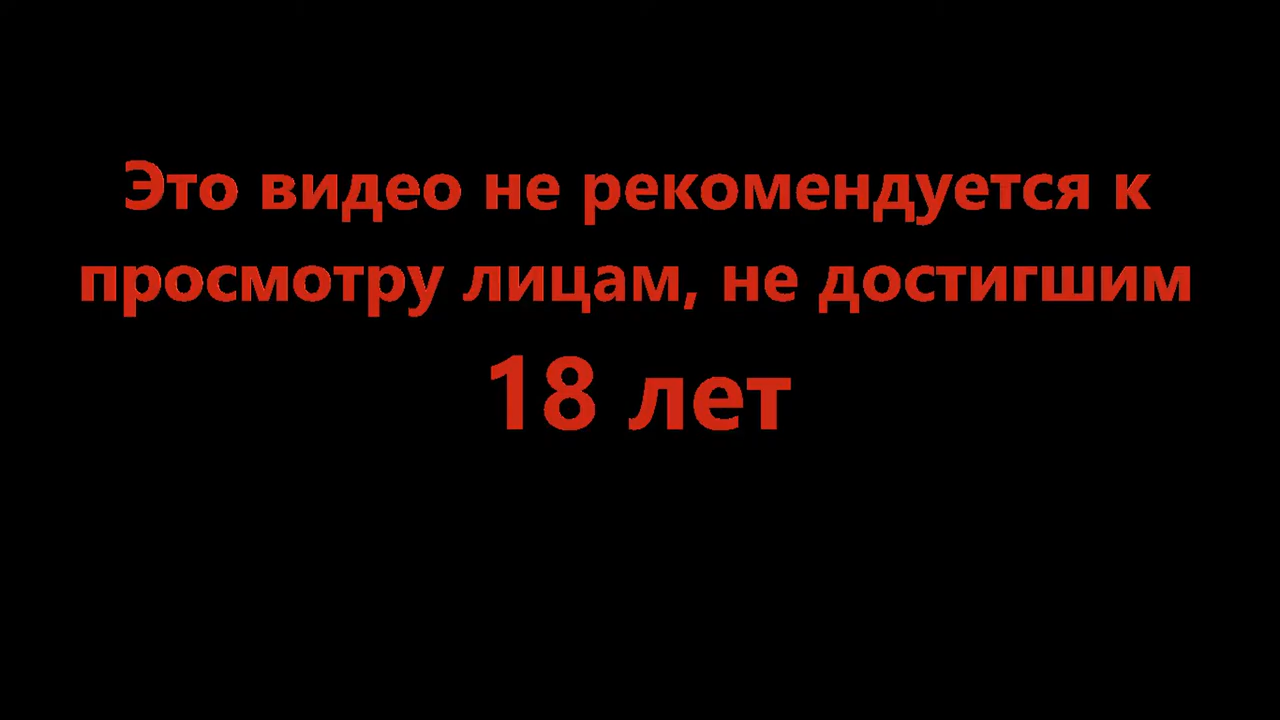 Это видео не рекомендуется к
просмотру лицам, не достигшим
18 лет